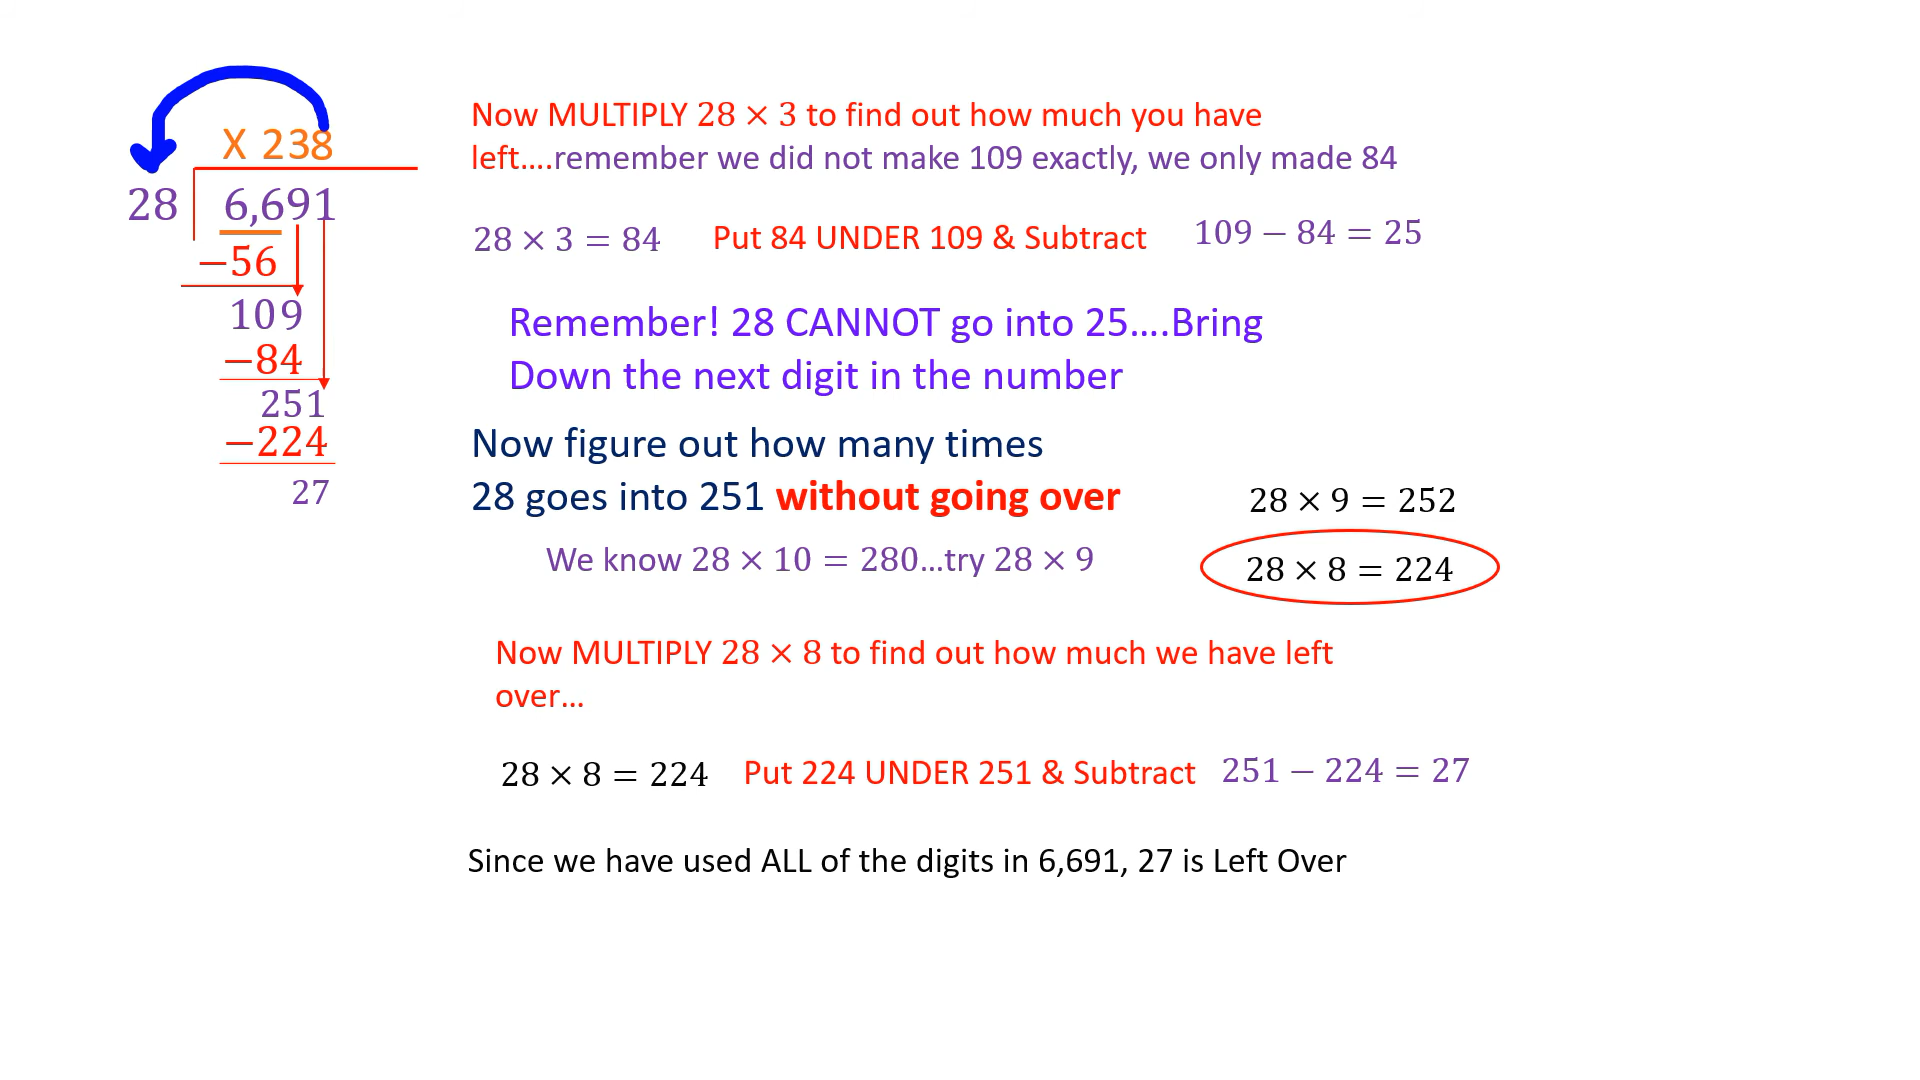 X 238
28 6,691
−56
109
−84
251
−224
27
Now MULTIPLY 28 × 3 to find out how much you have
left….remember we did not make 109 exactly, we only made 84
28 × 3 = 84 Put 84 UNDER 109 & Subtract 109 − 84 = 25
Remember! 28 CANNOT go into 25….Bring
Down the next digit in the number
Now figure out how many times
28 goes into 251 without going over
28 × 9 = 252
We know 28 × 10 = 280…try 28 × 9
28 × 8 = 224
Now MULTIPLY 28 × 8 to find out how much we have left
over…
28 × 8 = 224 Put 224 UNDER 251 & Subtract 251 − 224 = 27
Since we have used ALL of the digits in 6,691, 27 is Left Over